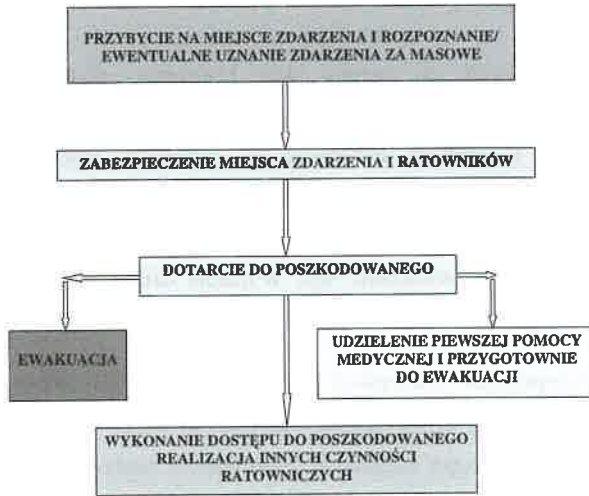 PRZYBYCIE NA MIEJSCE ZDARZENIA I ROZPOZNANIE/
EWENTUALNE UZNANIE ZDARZENIA ZA MASOWE
ZABEZPIECZENIE MIEJSCA ZDARZENIA I RATOWNIKÓW
DOTARCIE DO POSZKODOWANEGO
EWAKUACJA
UDZIELENIE PIEWSZEJ POMOCY
MEDYCZNEJ I PRZYGOTOWNIE
DO EWAKUACJI
WYKONANIE DOSTĘPU DO POSZKODOWANEGO
REALIZACJA INNYCH CZYNNOŚCI
RATOWNICZYCH